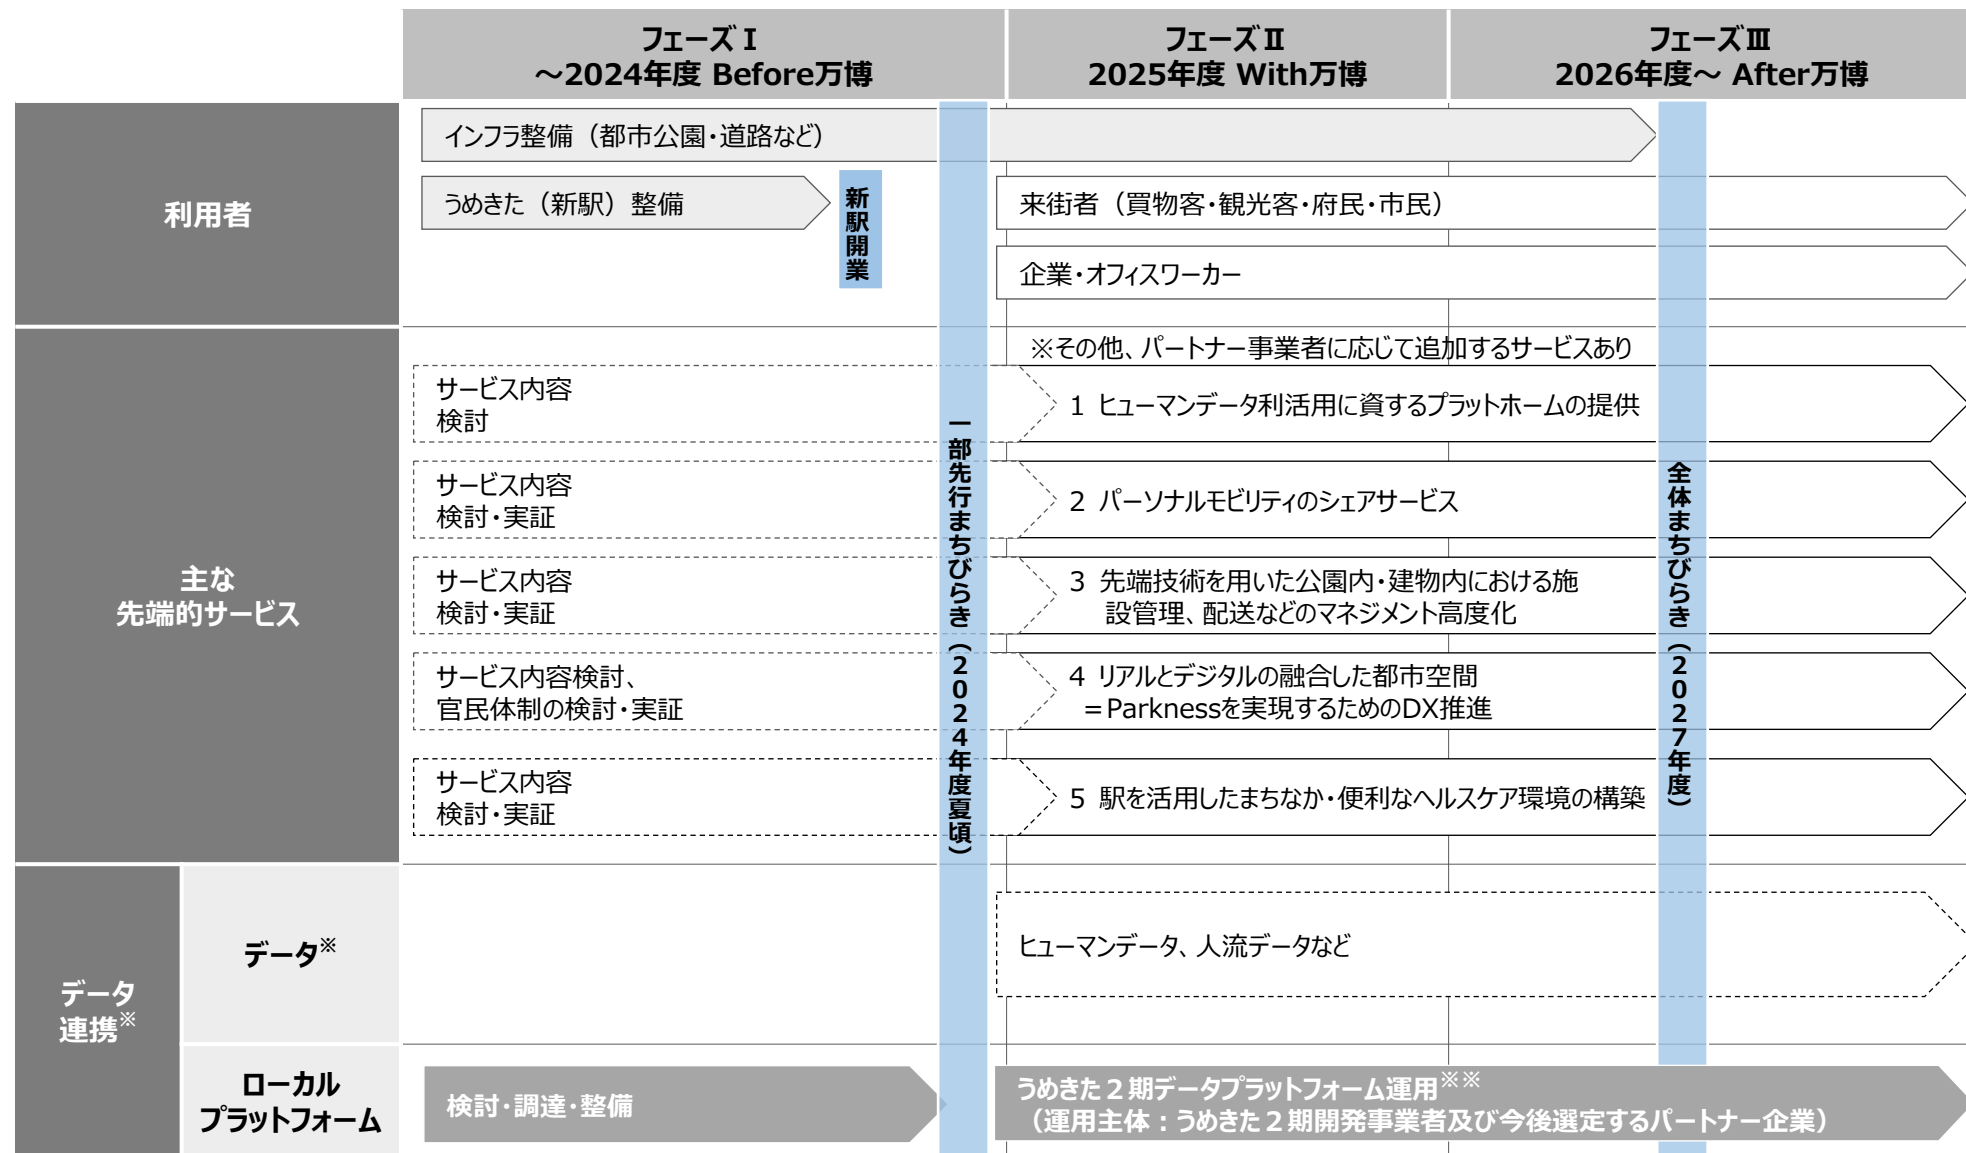 フェーズⅠ
～2024年度 Before万博
フェーズⅡ
2025年度 With万博
フェーズⅢ
2026年度～ After万博
利用者
インフラ整備（都市公園・道路など）
うめきた（新駅）整備
新駅開業
来街者（買物客・観光客・府民・市民）
企業・オフィスワーカー
一部先行まちびらき（２０２４年度夏頃）
全体まちびらき（２０２７年度）
主な
先端的サービス
※その他、パートナー事業者に応じて追加するサービスあり
サービス内容
検討
1 ヒューマンデータ利活用に資するプラットホームの提供
サービス内容
検討・実証
2 パーソナルモビリティのシェアサービス
サービス内容
検討・実証
3 先端技術を用いた公園内・建物内における施
設管理、配送などのマネジメント高度化
サービス内容検討、
官民体制の検討・実証
4 リアルとデジタルの融合した都市空間
＝Parknessを実現するためのDX推進
サービス内容
検討・実証
5 駅を活用したまちなか・便利なヘルスケア環境の構築
データ
連携※
データ※
ヒューマンデータ、人流データなど
ローカル
プラットフォーム
検討・調達・整備
うめきた２期データプラットフォーム運用※※
（運用主体：うめきた２期開発事業者及び今後選定するパートナー企業）